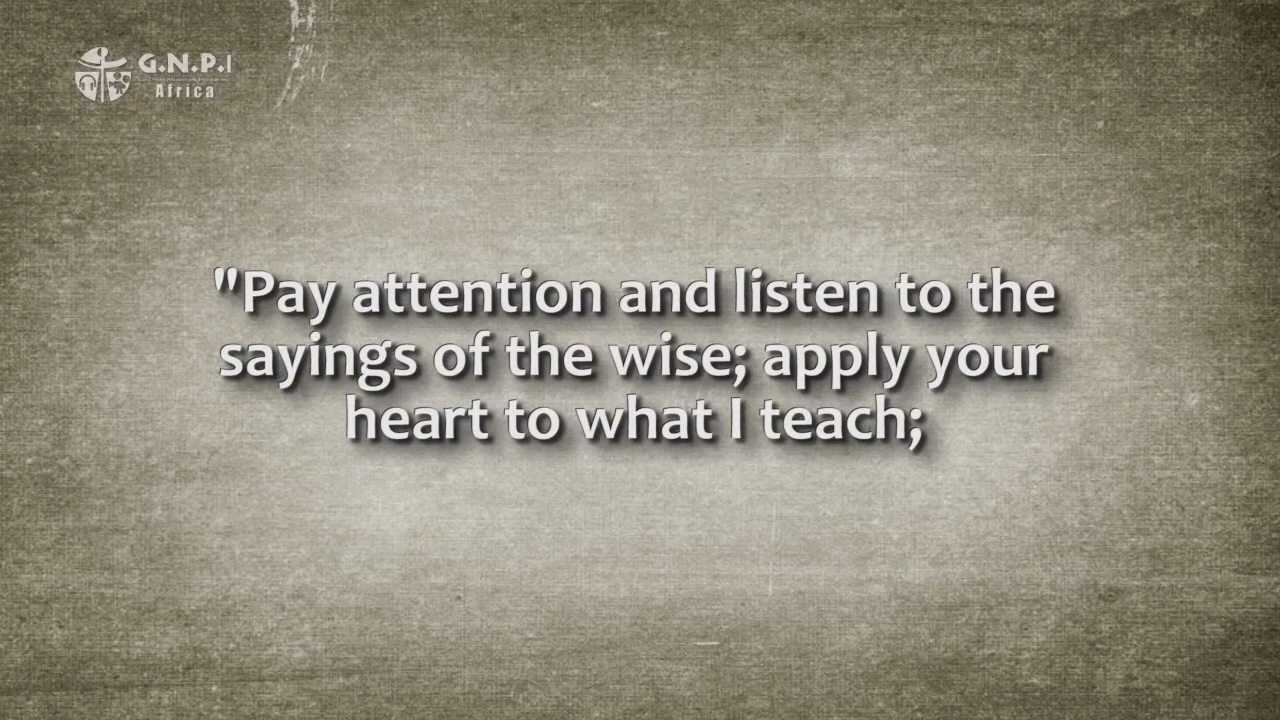 G.N.P.I
Africa
"Pay attention and listen to the
sayings of the wise; apply your
heart to what I teach;